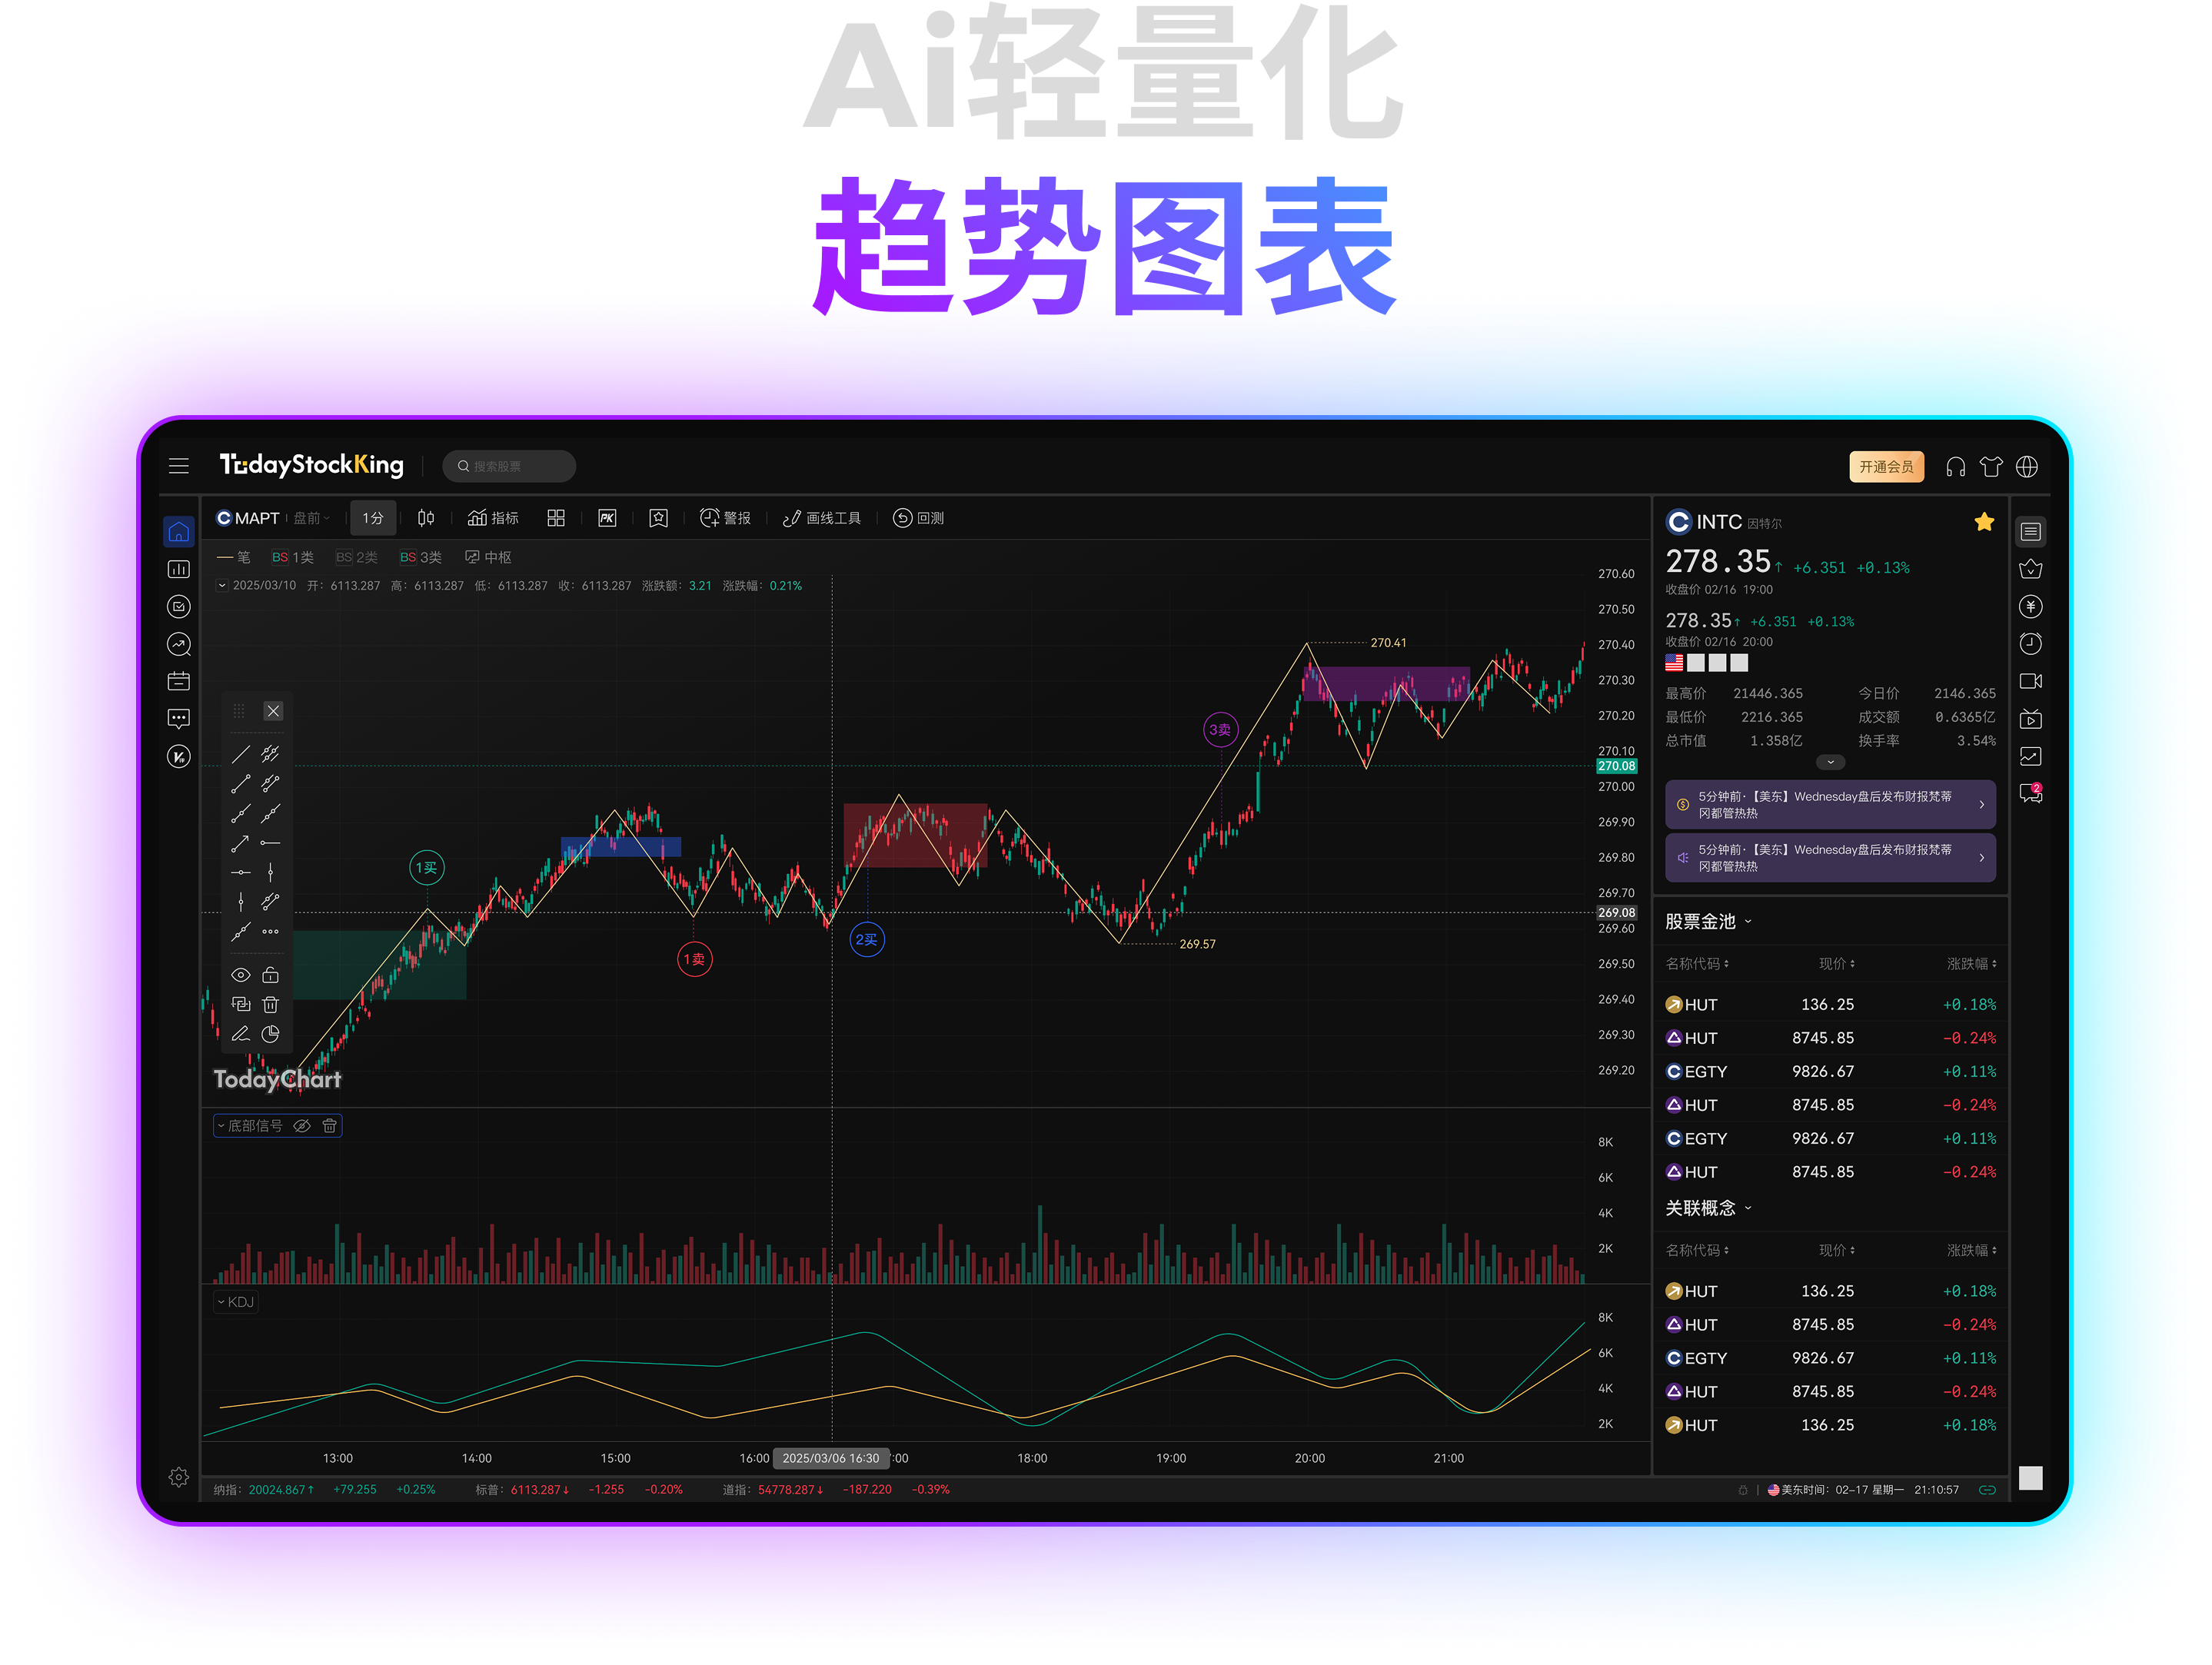 Ai轻量化
趋势图表
TodayStockKing
搜索股票
开通会员
MAPT 盘前 1分 指标 PK 警报 画线工具 回测
笔 BS 1类 BS 2类 BS 3类 中枢
2025/03/10 开: 6113.287 高: 6113.287 低: 6113.287 收: 6113.287 涨跌额: 3.21 涨跌幅: 0.21%
270.60
270.50
270.40
270.30
270.20
270.10
270.08
270.00
269.90
269.80
269.70
269.08
269.60
269.50
269.40
269.30
269.20
270.41
3卖
1买
2买
1卖
269.57
TodayChart
底部信号
8K
6K
4K
2K
KDJ
8K
6K
4K
2K
13:00 14:00 15:00 16:00 2025/03/06 16:30 :00 18:00 19:00 20:00 21:00
纳指: 20024.867↑ +79.255 +0.25% 标普: 6113.287↓ -1.255 -0.20% 道指: 54778.287↓ -187.220 -0.39%
美东时间: 02-17 星期一 21:10:57
INTC 因特尔
278.35↑ +6.351 +0.13%
收盘价 02/16 19:00
278.35↑ +6.351 +0.13%
收盘价 02/16 20:00
最高价 21446.365 今日价 2146.365
最低价 2216.365 成交额 0.6365亿
总市值 1.358亿 换手率 3.54%
5分钟前·【美东】Wednesday盘后发布财报梵蒂
冈都管热热
5分钟前·【美东】Wednesday盘后发布财报梵蒂
冈都管热热
2
股票金池
名称代码 现价 涨跌幅
HUT 136.25 +0.18%
HUT 8745.85 -0.24%
EGTY 9826.67 +0.11%
HUT 8745.85 -0.24%
EGTY 9826.67 +0.11%
HUT 8745.85 -0.24%
关联概念
名称代码 现价 涨跌幅
HUT 136.25 +0.18%
HUT 8745.85 -0.24%
EGTY 9826.67 +0.11%
HUT 8745.85 -0.24%
HUT 136.25 +0.18%